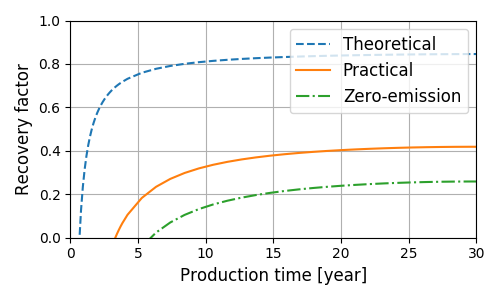 1.0
0.8
0.6
0.4
0.2
0.0
Recovery factor
Theoretical
Practical
Zero-emission
0 5 10 15 20 25 30
Production time [year]